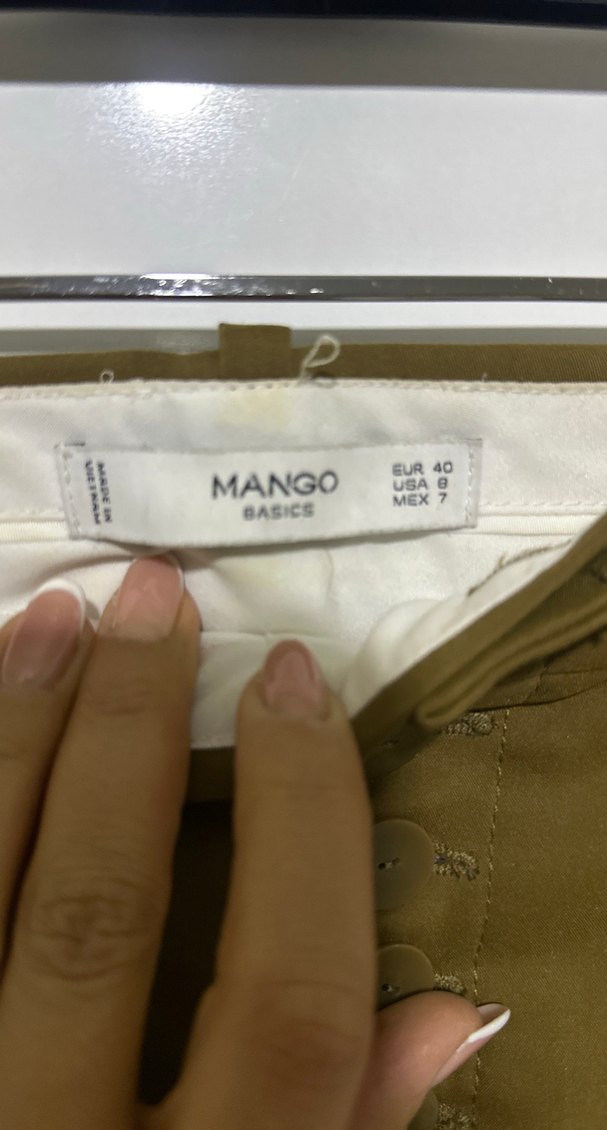 MADE IN
VIETNAM
MANGO
BASICS
EUR 40
USA 8
MEX 7